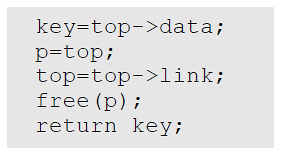 key=top->data;
p=top;
top=top->link;
free(p);
return key;